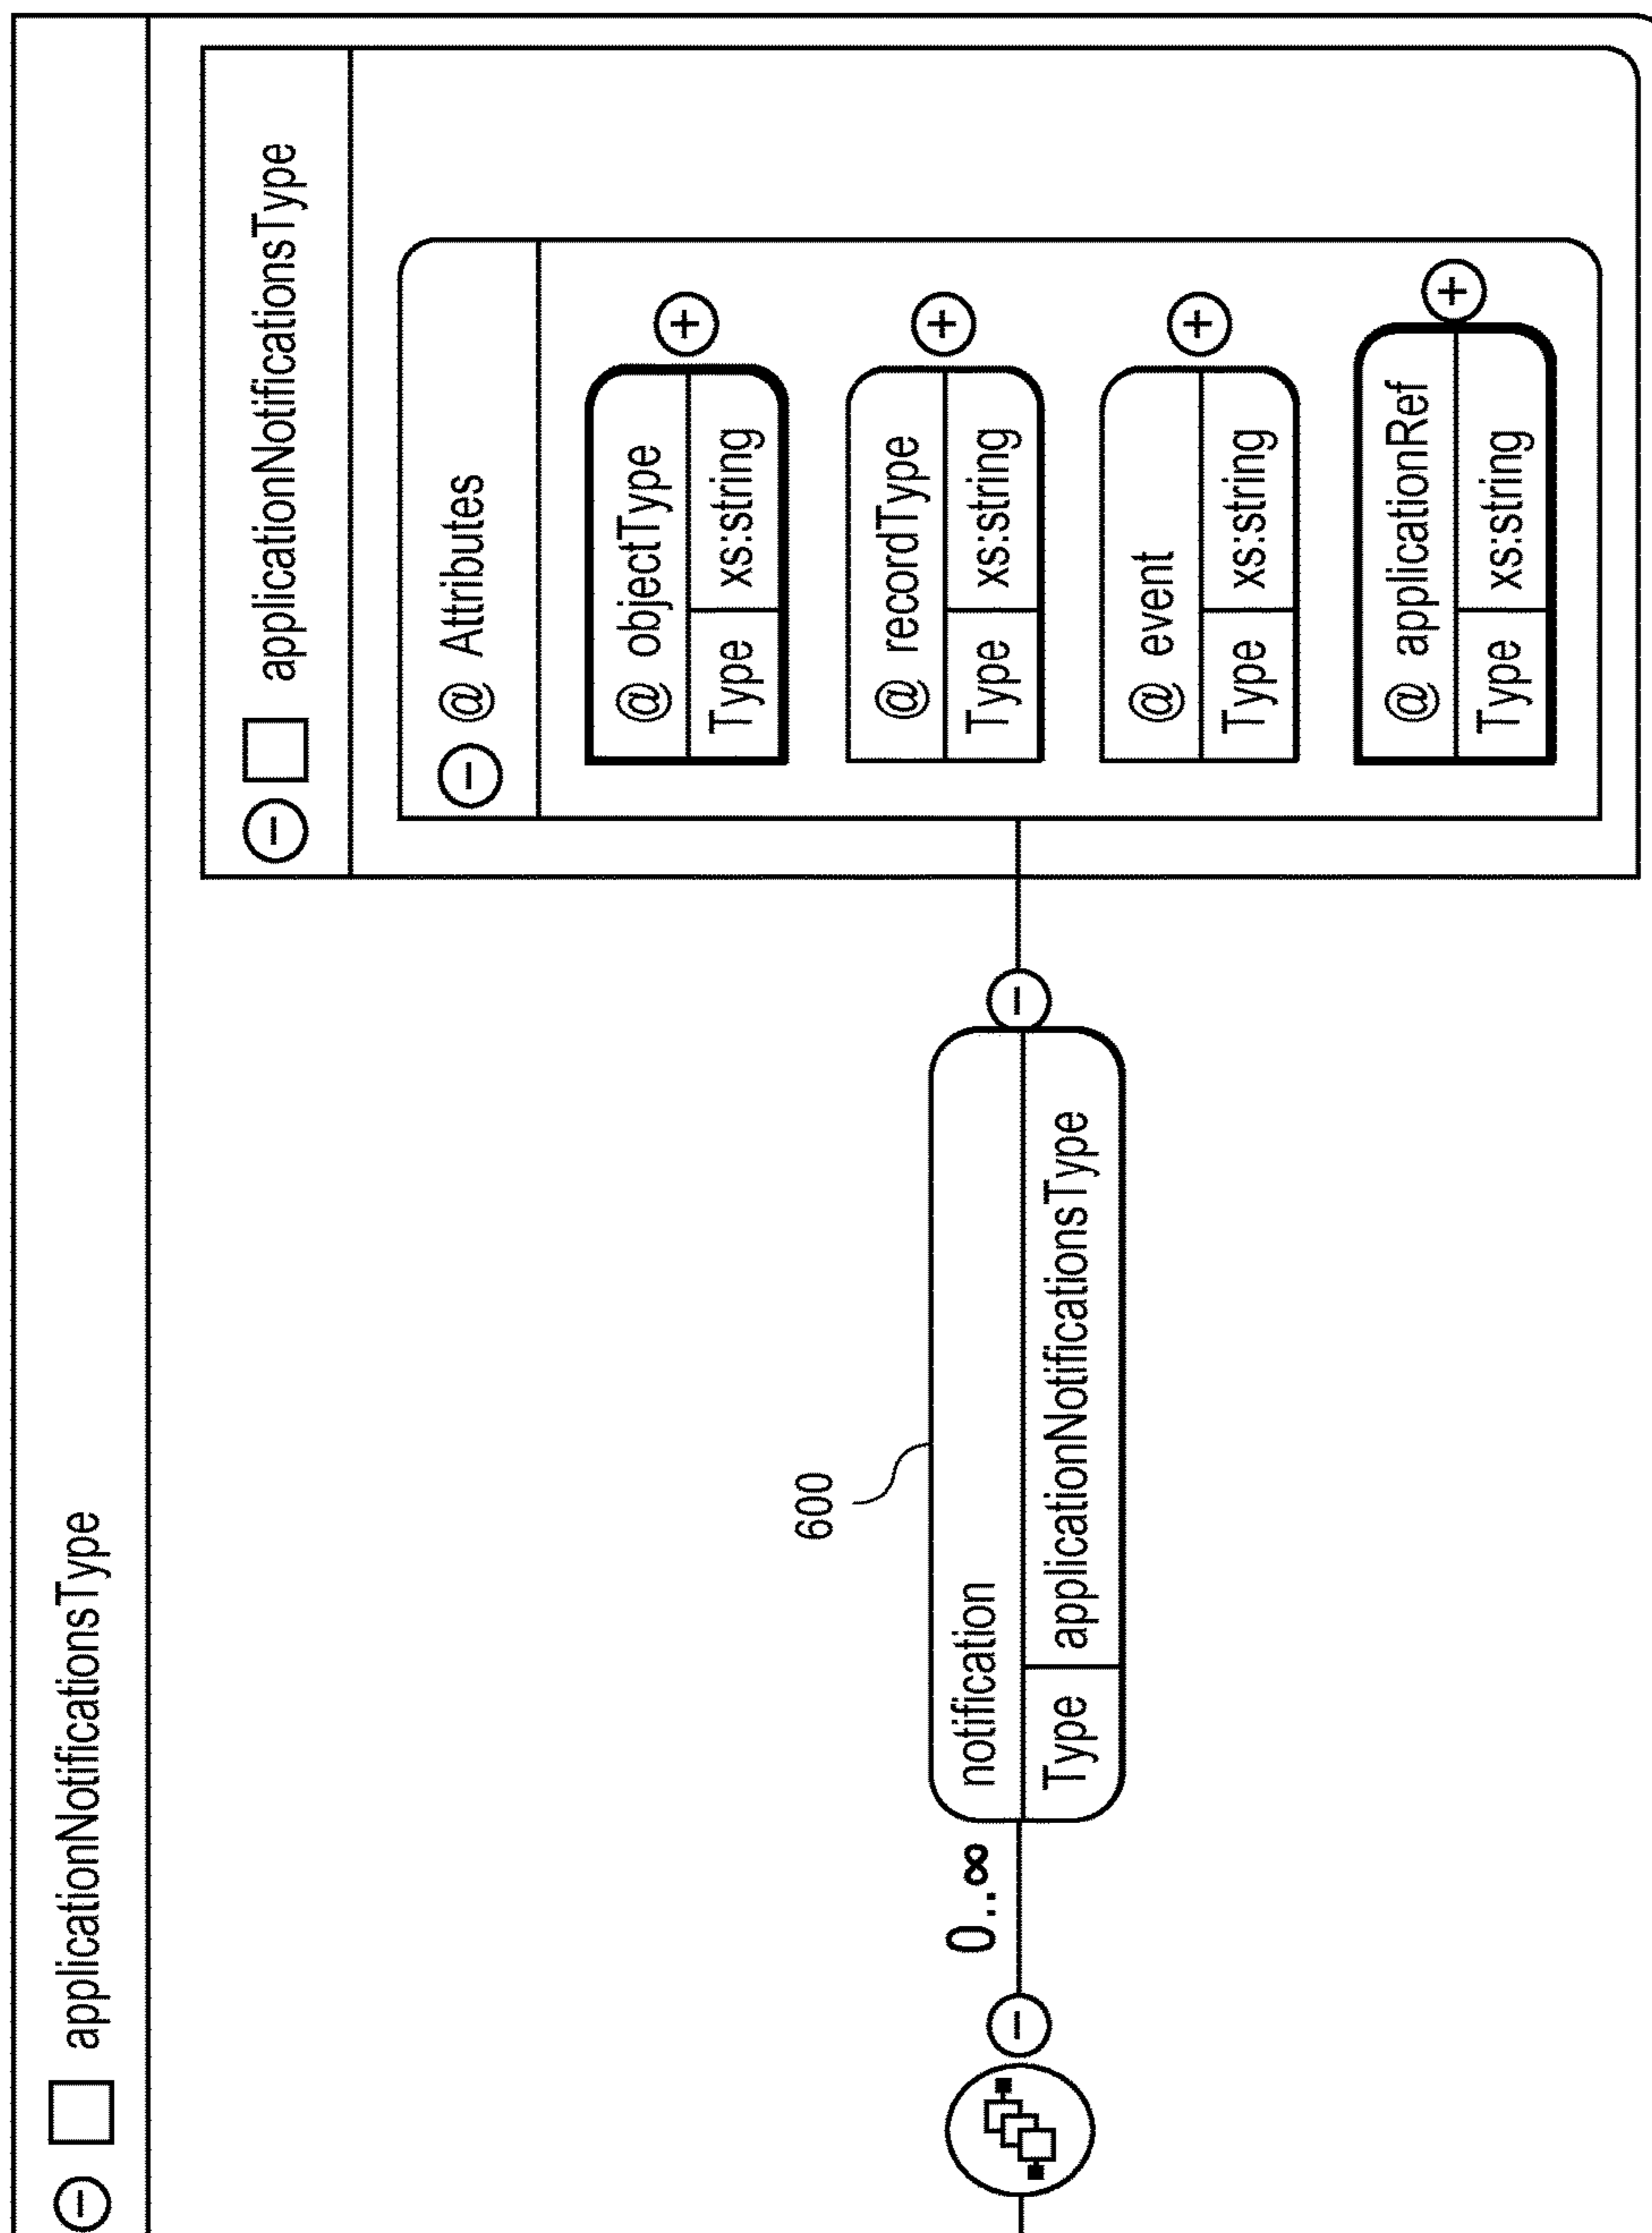 applicationNotificationsType
applicationNotificationsType
@ Attributes
@ objectType
Type xs:string
@ recordType
Type xs:string
@ event
Type xs:string
@ applicationRef
Type xs:string
600
0..∞
notification
Type applicationNotificationsType